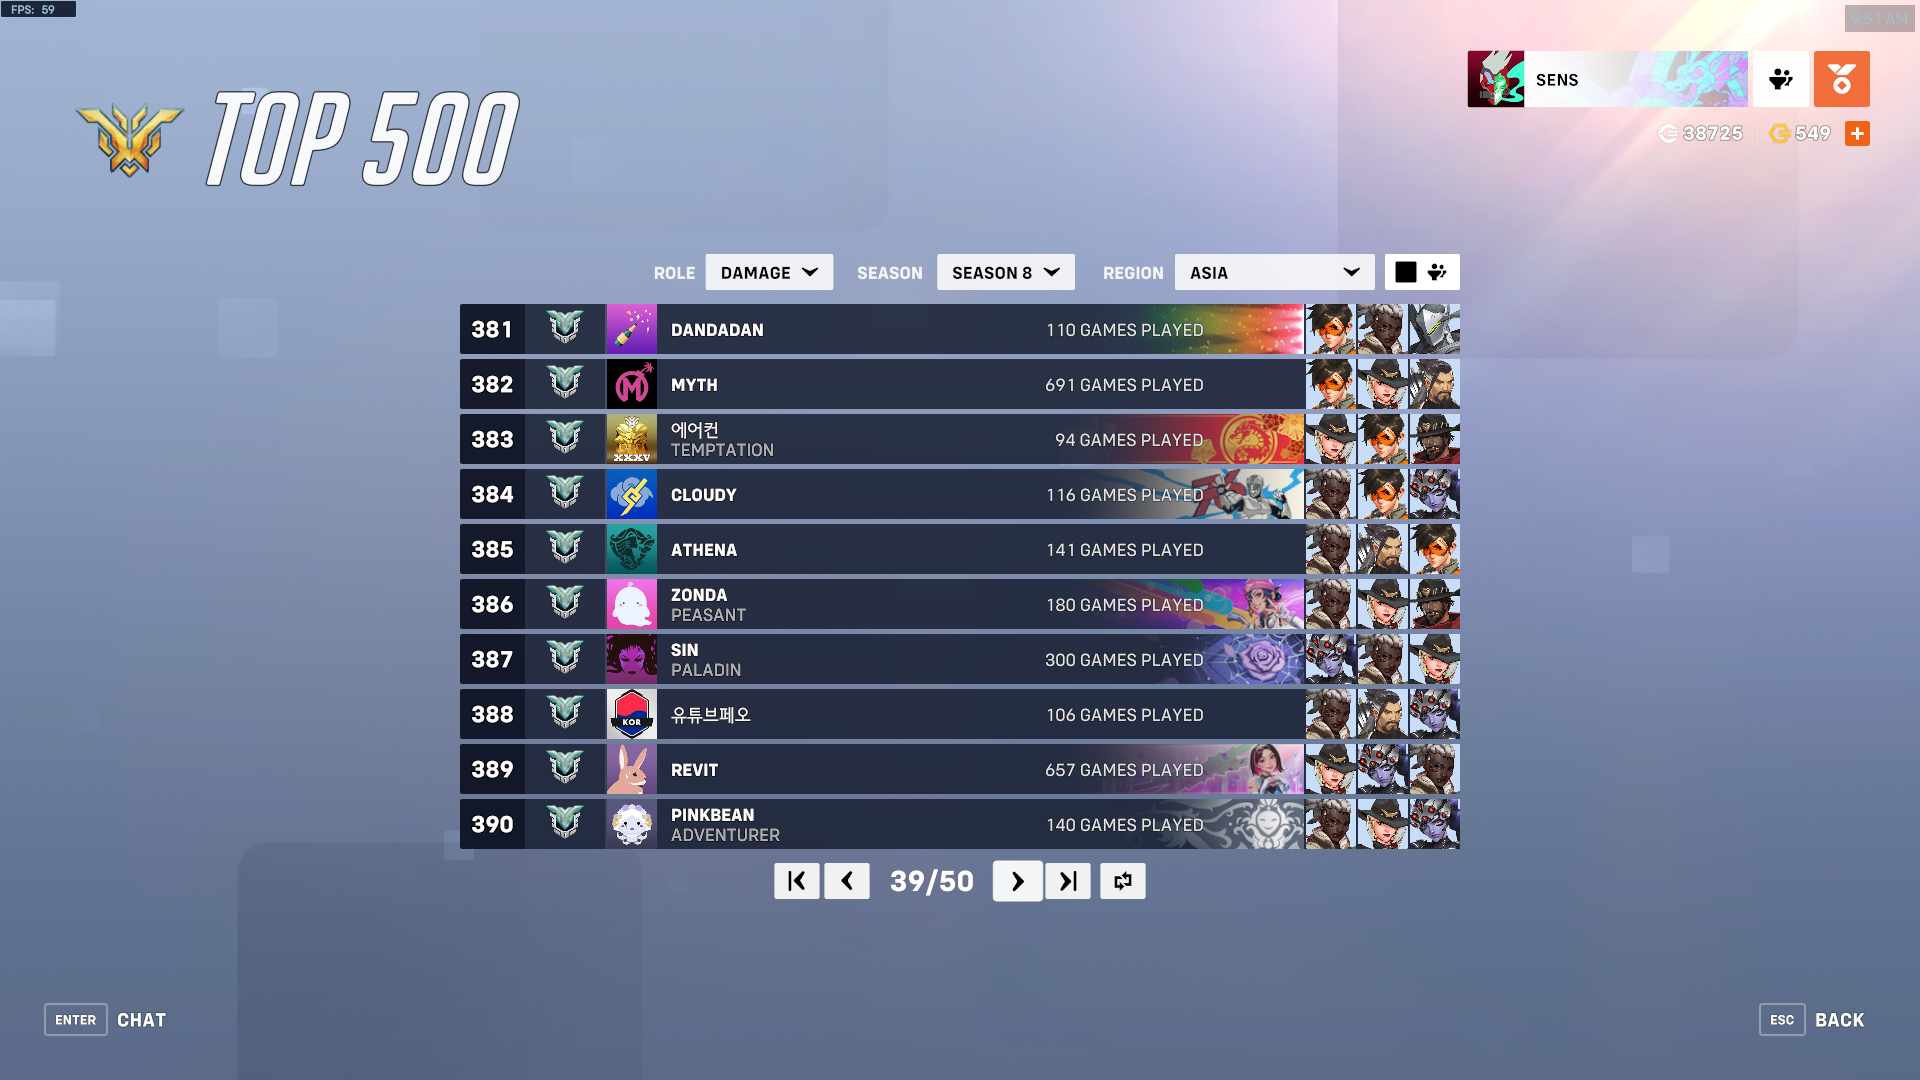 FPS: 59
9:51 AM
SENS
38725
549
TOP 500
ROLE DAMAGE SEASON SEASON 8 REGION ASIA
381 DANDADAN 110 GAMES PLAYED
382 M MYTH 691 GAMES PLAYED
383 XXXV 에어컨 TEMPTATION 94 GAMES PLAYED
384 CLOUDY 116 GAMES PLAYED
385 ATHENA 141 GAMES PLAYED
386 ZONDA PEASANT 180 GAMES PLAYED
387 SIN PALADIN 300 GAMES PLAYED
388 KOR 유튜브페오 106 GAMES PLAYED
389 REVIT 657 GAMES PLAYED
390 PINKBEAN ADVENTURER 140 GAMES PLAYED
39/50
ENTER CHAT
ESC BACK